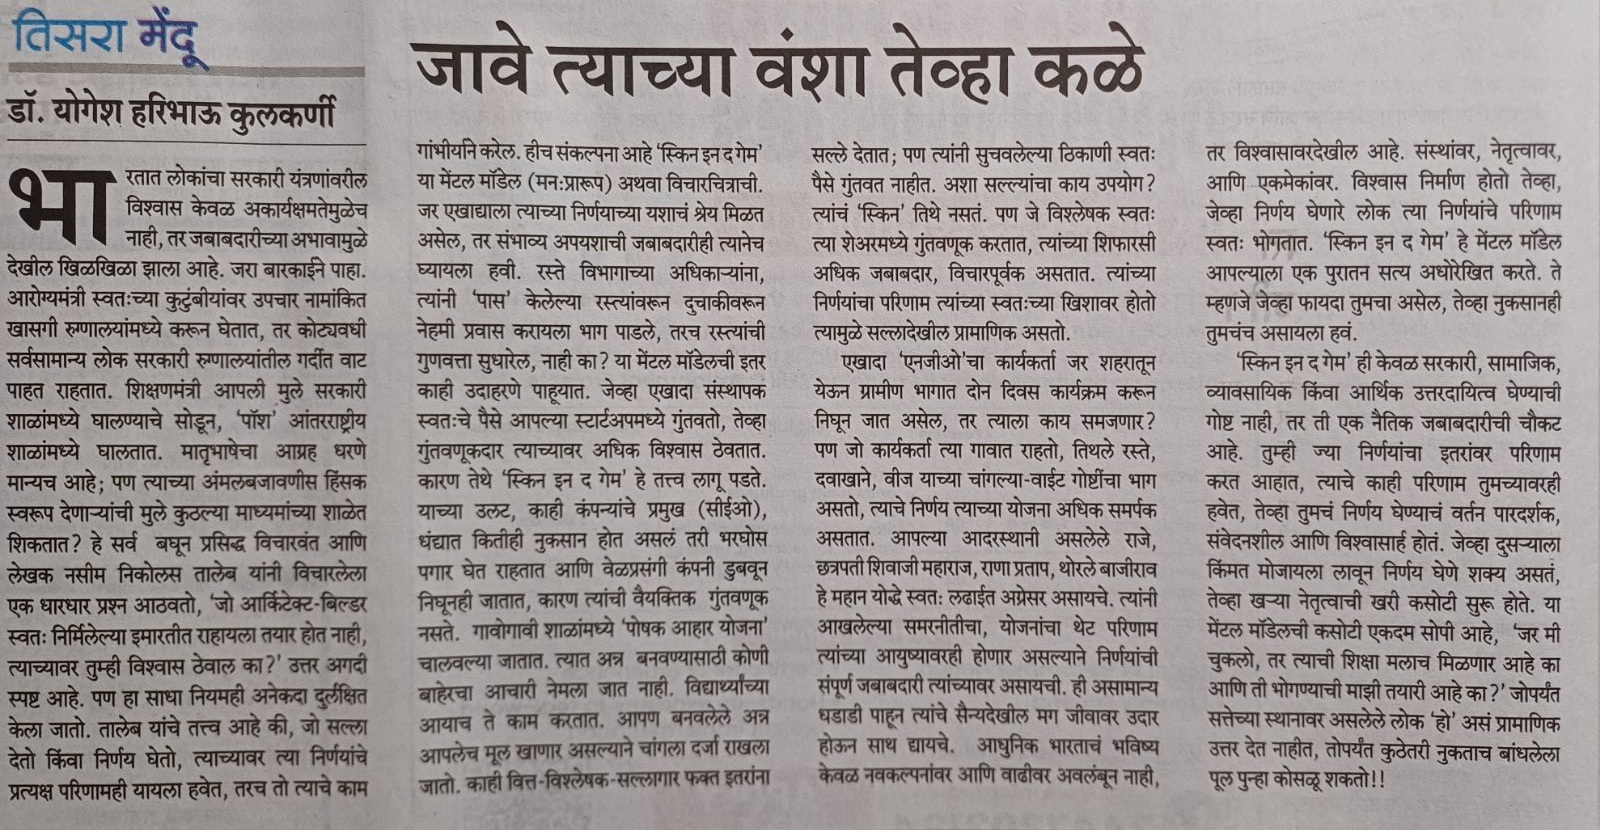 तिसरा मेंदू
डॉ. योगेश हरिभाऊ कुलकर्णी
जावे त्याच्या वंशा तेव्हा कळे
भारतात लोकांचा सरकारी यंत्रणांवरील
विश्वास केवळ अकार्यक्षमतेमुळेच
नाही, तर जबाबदारीच्या अभावामुळे
देखील खिळखिळा झाला आहे. जरा बारकाईने पाहा.
आरोग्यमंत्री स्वतःच्या कुटुंबीयांवर उपचार नामांकित
खासगी रुग्णालयांमध्ये करून घेतात, तर कोट्यवधी
सर्वसामान्य लोक सरकारी रुग्णालयांतील गर्दीत वाट
पाहत राहतात. शिक्षणमंत्री आपली मुले सरकारी
शाळांमध्ये घालण्याचे सोडून, 'पॉश' आंतरराष्ट्रीय
शाळांमध्ये घालतात. मातृभाषेचा आग्रह धरणे
मान्यच आहे; पण त्याच्या अंमलबजावणीस हिंसक
स्वरूप देणाऱ्यांची मुले कुठल्या माध्यमांच्या शाळेत
शिकतात? हे सर्व बघून प्रसिद्ध विचारवंत आणि
लेखक नसीम निकोलस तालेब यांनी विचारलेला
एक धारधार प्रश्न आठवतो, 'जो आर्किटेक्ट-बिल्डर
स्वतः निर्मिलेल्या इमारतीत राहायला तयार होत नाही,
त्याच्यावर तुम्ही विश्वास ठेवाल का?' उत्तर अगदी
स्पष्ट आहे. पण हा साधा नियमही अनेकदा दुर्लक्षित
केला जातो. तालेब यांचे तत्त्व आहे की, जो सल्ला
देतो किंवा निर्णय घेतो, त्याच्यावर त्या निर्णयांचे
प्रत्यक्ष परिणामही यायला हवेत, तरच तो त्याचे काम
गांभीर्याने करेल. हीच संकल्पना आहे 'स्किन इन द गेम'
या मेंटल मॉडेल (मनःप्रारूप) अथवा विचारचित्राची.
जर एखाद्याला त्याच्या निर्णयाच्या यशाचं श्रेय मिळत
असेल, तर संभाव्य अपयशाची जबाबदारीही त्यानेच
घ्यायला हवी. रस्ते विभागाच्या अधिकाऱ्यांना,
त्यांनी 'पास' केलेल्या रस्त्यांवरून दुचाकीवरून
नेहमी प्रवास करायला भाग पाडले, तरच रस्त्यांची
गुणवत्ता सुधारेल, नाही का? या मेंटल मॉडेलची इतर
काही उदाहरणे पाहूयात. जेव्हा एखादा संस्थापक
स्वतःचे पैसे आपल्या स्टार्टअपमध्ये गुंतवतो, तेव्हा
गुंतवणूकदार त्याच्यावर अधिक विश्वास ठेवतात.
कारण तेथे 'स्किन इन द गेम' हे तत्त्व लागू पडते.
याच्या उलट, काही कंपन्यांचे प्रमुख (सीईओ),
धंद्यात कितीही नुकसान होत असलं तरी भरघोस
पगार घेत राहतात आणि वेळप्रसंगी कंपनी डुबवून
निघूनही जातात, कारण त्यांची वैयक्तिक गुंतवणूक
नसते. गावोगावी शाळांमध्ये 'पोषक आहार योजना'
चालवल्या जातात. त्यात अन्न बनवण्यासाठी कोणी
बाहेरचा आचारी नेमला जात नाही. विद्यार्थ्यांच्या
आयाच ते काम करतात. आपण बनवलेले अन्न
आपलेच मूल खाणार असल्याने चांगला दर्जा राखला
जातो. काही वित्त-विश्लेषक-सल्लागार फक्त इतरांना
सल्ले देतात; पण त्यांनी सुचवलेल्या ठिकाणी स्वतः
पैसे गुंतवत नाहीत. अशा सल्ल्यांचा काय उपयोग?
त्यांचं 'स्किन' तिथे नसतं. पण जे विश्लेषक स्वतः
त्या शेअरमध्ये गुंतवणूक करतात, त्यांच्या शिफारसी
अधिक जबाबदार, विचारपूर्वक असतात. त्यांच्या
निर्णयांचा परिणाम त्यांच्या स्वतःच्या खिशावर होतो
त्यामुळे सल्लादेखील प्रामाणिक असतो.
एखादा 'एनजीओ'चा कार्यकर्ता जर शहरातून
येऊन ग्रामीण भागात दोन दिवस कार्यक्रम करून
निघून जात असेल, तर त्याला काय समजणार?
पण जो कार्यकर्ता त्या गावात राहतो, तिथले रस्ते,
दवाखाने, वीज याच्या चांगल्या-वाईट गोष्टींचा भाग
असतो, त्याचे निर्णय त्याच्या योजना अधिक समर्पक
असतात. आपल्या आदरस्थानी असलेले राजे,
छत्रपती शिवाजी महाराज, राणा प्रताप, थोरले बाजीराव
हे महान योद्धे स्वतः लढाईत अग्रेसर असायचे. त्यांनी
आखलेल्या समरनीतीचा, योजनांचा थेट परिणाम
त्यांच्या आयुष्यावरही होणार असल्याने निर्णयांची
संपूर्ण जबाबदारी त्यांच्यावर असायची. ही असामान्य
धडाडी पाहून त्यांचे सैन्यदेखील मग जीवावर उदार
होऊन साथ द्यायचे. आधुनिक भारताचं भविष्य
केवळ नवकल्पनांवर आणि वाढीवर अवलंबून नाही,
तर विश्वासावरदेखील आहे. संस्थांवर, नेतृत्वावर,
आणि एकमेकांवर. विश्वास निर्माण होतो तेव्हा,
जेव्हा निर्णय घेणारे लोक त्या निर्णयांचे परिणाम
स्वतः भोगतात. 'स्किन इन द गेम' हे मेंटल मॉडेल
आपल्याला एक पुरातन सत्य अधोरेखित करते. ते
म्हणजे जेव्हा फायदा तुमचा असेल, तेव्हा नुकसानही
तुमचंच असायला हवं.
'स्किन इन द गेम' ही केवळ सरकारी, सामाजिक,
व्यावसायिक किंवा आर्थिक उत्तरदायित्व घेण्याची
गोष्ट नाही, तर ती एक नैतिक जबाबदारीची चौकट
आहे. तुम्ही ज्या निर्णयांचा इतरांवर परिणाम
करत आहात, त्याचे काही परिणाम तुमच्यावरही
हवेत, तेव्हा तुमचं निर्णय घेण्याचं वर्तन पारदर्शक,
संवेदनशील आणि विश्वासार्ह होतं. जेव्हा दुसऱ्याला
किंमत मोजायला लावून निर्णय घेणे शक्य असतं,
तेव्हा खऱ्या नेतृत्वाची खरी कसोटी सुरू होते. या
मेंटल मॉडेलची कसोटी एकदम सोपी आहे, 'जर मी
चुकलो, तर त्याची शिक्षा मलाच मिळणार आहे का
आणि ती भोगण्याची माझी तयारी आहे का?' जोपर्यंत
सत्तेच्या स्थानावर असलेले लोक 'हो' असं प्रामाणिक
उत्तर देत नाहीत, तोपर्यंत कुठेतरी नुकताच बांधलेला
पूल पुन्हा कोसळू शकतो!!